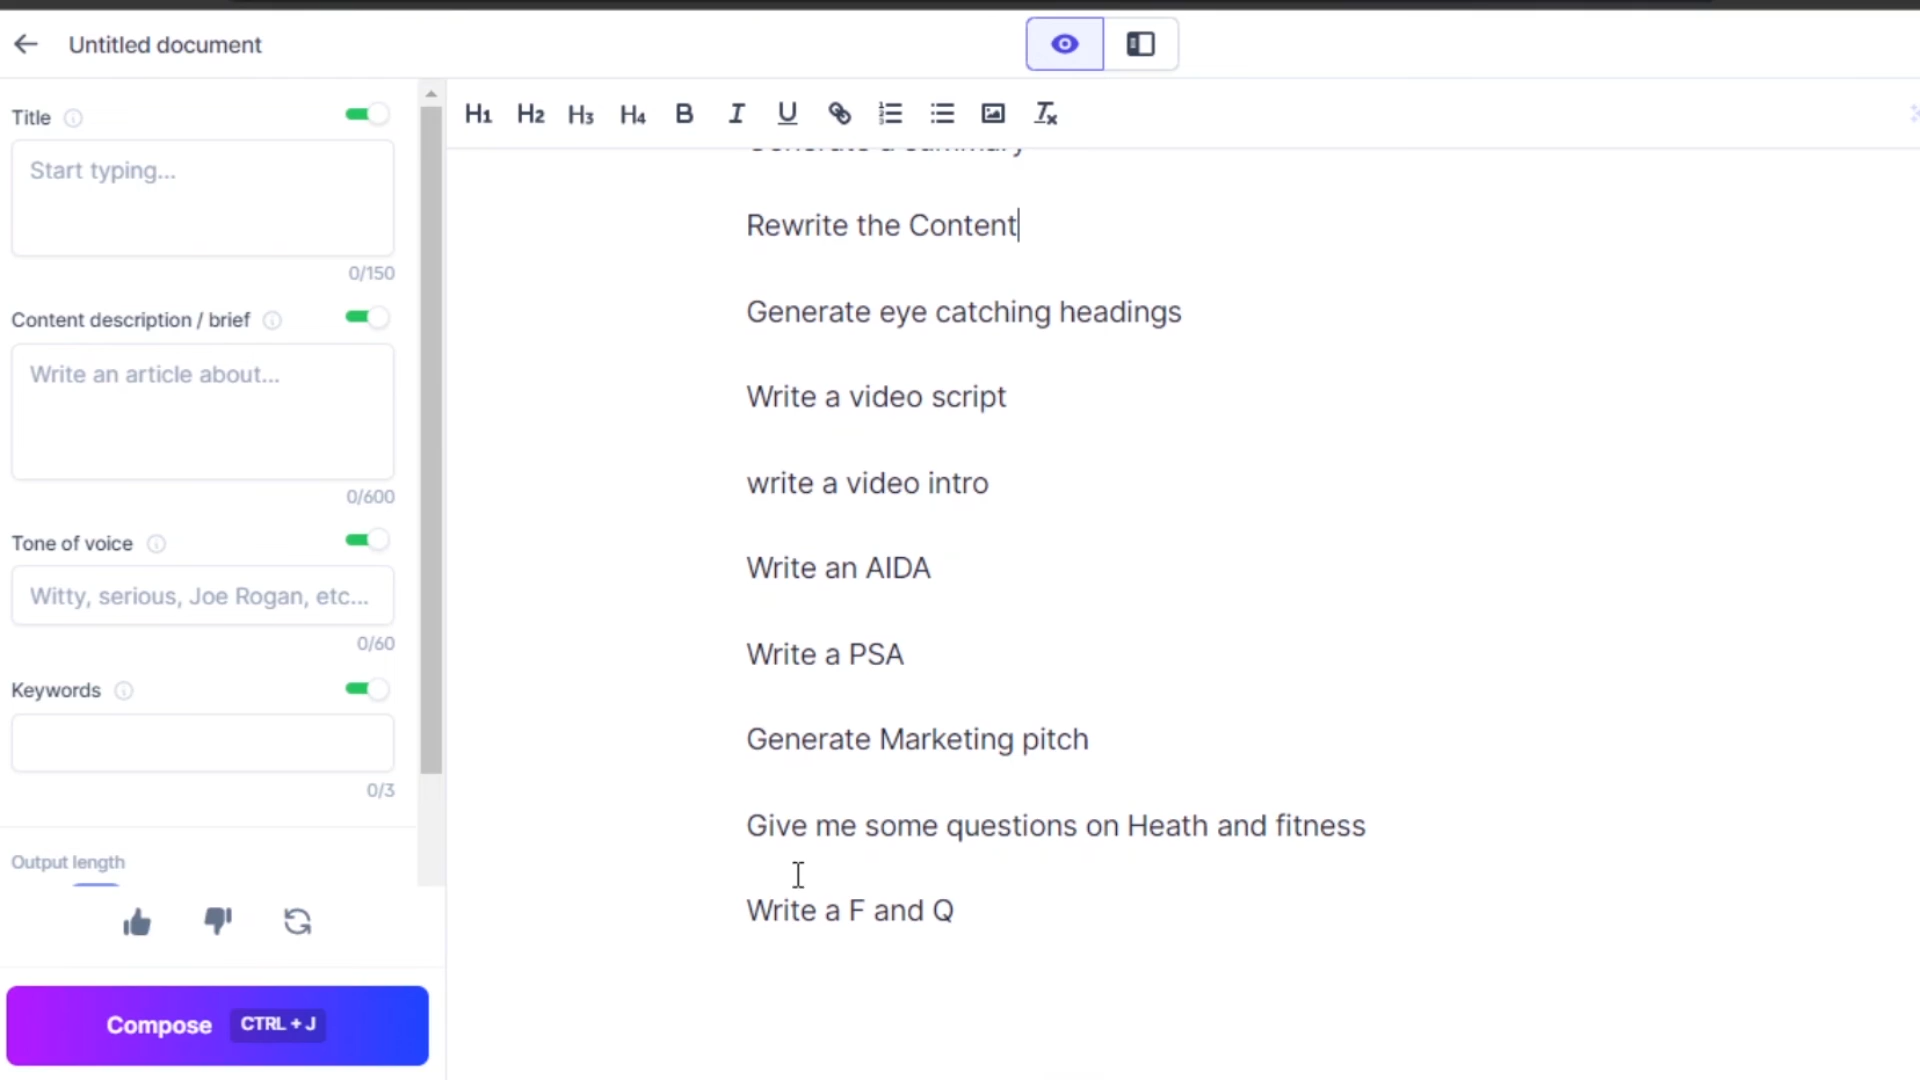 Untitled document
Title
Start typing...
0/150
Content description / brief
Write an article about...
0/600
Tone of voice
Witty, serious, Joe Rogan, etc...
0/60
Keywords
0/3
Output length
Compose CTRL + J
H1 H2 H3 H4 B I U Tx
Generate a summary
Rewrite the Content
Generate eye catching headings
Write a video script
write a video intro
Write an AIDA
Write a PSA
Generate Marketing pitch
Give me some questions on Heath and fitness
Write a F and Q